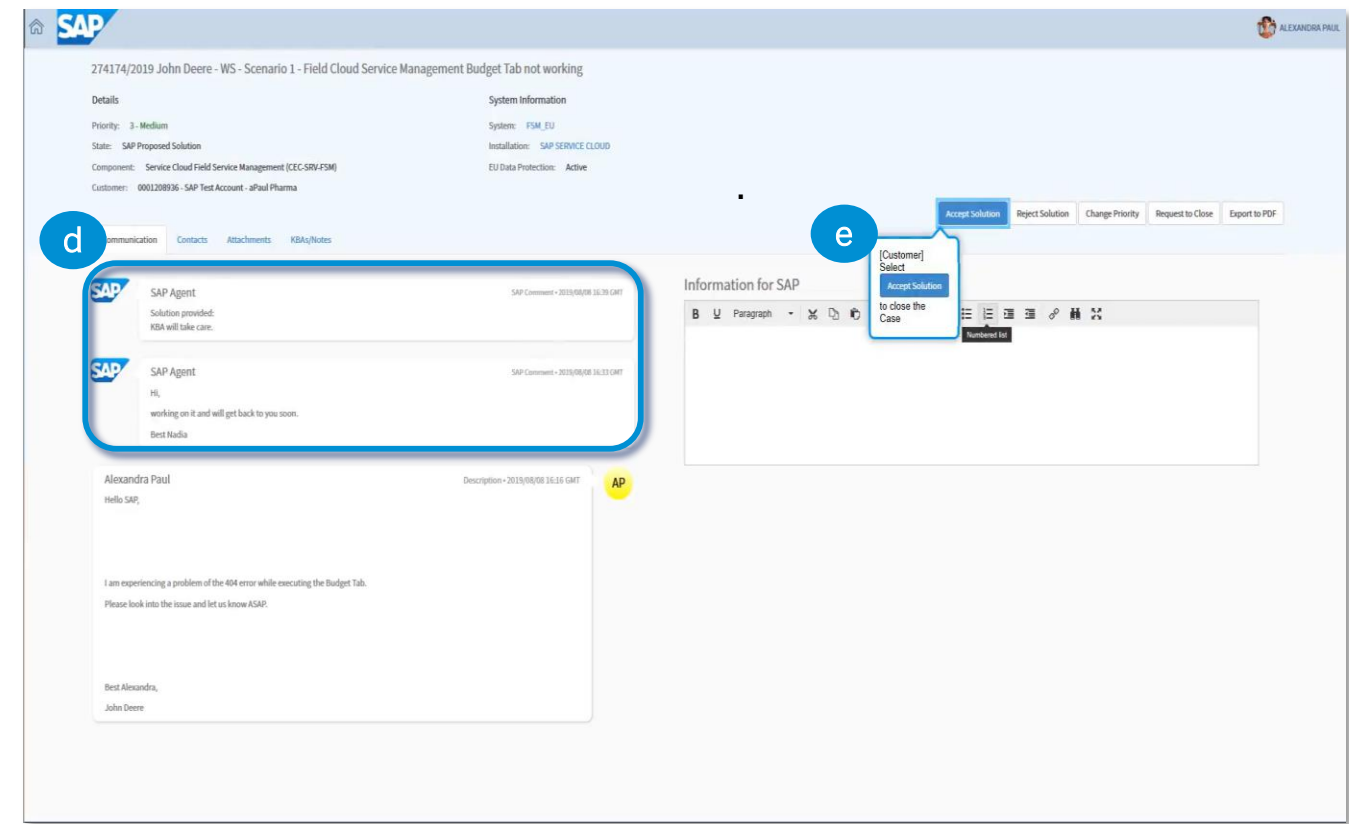 SAP
ALEXANDRA PAUL
274174/2019 John Deere - WS - Scenario 1 - Field Cloud Service Management Budget Tab not working
Details
System Information
Priority: 3 - Medium
System: FSM_EU
State: SAP Proposed Solution
Installation: SAP SERVICE CLOUD
Component: Service Cloud Field Service Management (CEC-SRV-FSM)
EU Data Protection: Active
Customer: 0001208936 - SAP Test Account - aPaul Pharma
.
Accept Solution Reject Solution Change Priority Request to Close Export to PDF
d
ommunication Contacts Attachments KBAs/Notes
e
[Customer]
Select
Accept Solution
to close the
Case
SAP
SAP Agent
SAP Comment • 2019/08/08 16:39 GMT
Solution provided:
KBA will take care.
Information for SAP
B U Paragraph
Numbered list
SAP
SAP Agent
SAP Comment • 2019/08/08 16:33 GMT
Hi,
working on it and will get back to you soon.
Best Nadia
Alexandra Paul
Description • 2019/08/08 16:16 GMT
AP
Hello SAP,
I am experiencing a problem of the 404 error while executing the Budget Tab.
Please look into the issue and let us know ASAP.
Best Alexandra,
John Deere